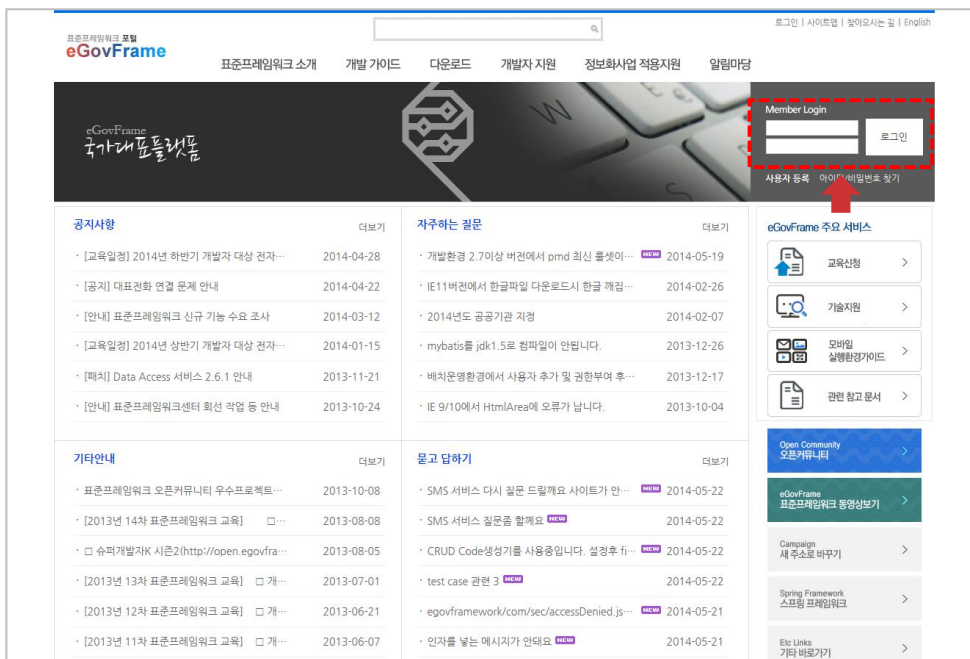 로그인 | 사이트맵 | 찾아오시는 길 | English
표준프레임워크 포털
eGovFrame
표준프레임워크 소개 개발 가이드 다운로드 개발자 지원 정보화사업 적용지원 알림마당
eGovFrame
국가대표플랫폼
Member Login
로그인
사용자 등록 아이디/비밀번호 찾기
공지사항 더보기
· [교육일정] 2014년 하반기 개발자 대상 전자… 2014-04-28
· [공지] 대표전화 연결 문제 안내 2014-04-22
· [안내] 표준프레임워크 신규 기능 수요 조사 2014-03-12
· [교육일정] 2014년 상반기 개발자 대상 전자… 2014-01-15
· [패치] Data Access 서비스 2.6.1 안내 2013-11-21
· [안내] 표준프레임워크센터 회선 작업 등 안내 2013-10-24
자주하는 질문 더보기
· 개발환경 2.7이상 버전에서 pmd 최신 룰셋이… NEW 2014-05-19
· IE11버전에서 한글파일 다운로드시 한글 깨짐… 2014-02-26
· 2014년도 공공기관 지정 2014-02-07
· mybatis를 jdk1.5로 컴파일이 안됩니다. 2013-12-26
· 배치운영환경에서 사용자 추가 및 권한부여 후… 2013-12-17
· IE 9/10에서 HtmlArea에 오류가 납니다. 2013-10-04
eGovFrame 주요 서비스
교육신청
기술지원
모바일
실행환경가이드
관련 참고 문서
기타안내 더보기
· 표준프레임워크 오픈커뮤니티 우수프로젝트… 2013-10-08
· [2013년 14차 표준프레임워크 교육] □… 2013-08-08
· □ 슈퍼개발자K 시즌2(http://open.egovfra… 2013-08-05
· [2013년 13차 표준프레임워크 교육] □ 개… 2013-07-01
· [2013년 12차 표준프레임워크 교육] □ 개… 2013-06-21
· [2013년 11차 표준프레임워크 교육] □ 개… 2013-06-07
묻고 답하기 더보기
· SMS 서비스 다시 질문 드릴깨요 사이트가 안… NEW 2014-05-22
· SMS 서비스 질문좀 할께요 NEW 2014-05-22
· CRUD Code생성기를 사용중입니다. 설정후 fi… NEW 2014-05-22
· test case 관련 3 NEW 2014-05-22
· egovframework/com/sec/accessDenied.js… NEW 2014-05-21
· 인자를 넣는 메시지가 안돼요 NEW 2014-05-21
Open Community
오픈커뮤니티
eGovFrame
표준프레임워크 동영상보기
Campaign
새 주소로 바꾸기
Spring Framework
스프링 프레임워크
Etc Links
기타 바로가기